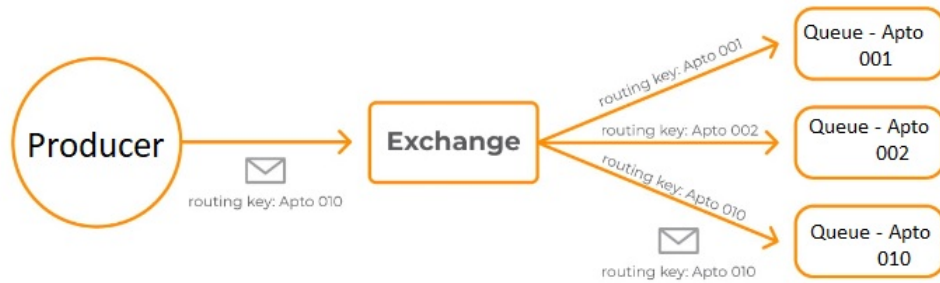 Producer
routing key: Apto 010
Exchange
routing key: Apto 001
routing key: Apto 002
routing key: Apto 010
routing key: Apto 010
Queue - Apto
001
Queue - Apto
002
Queue - Apto
010